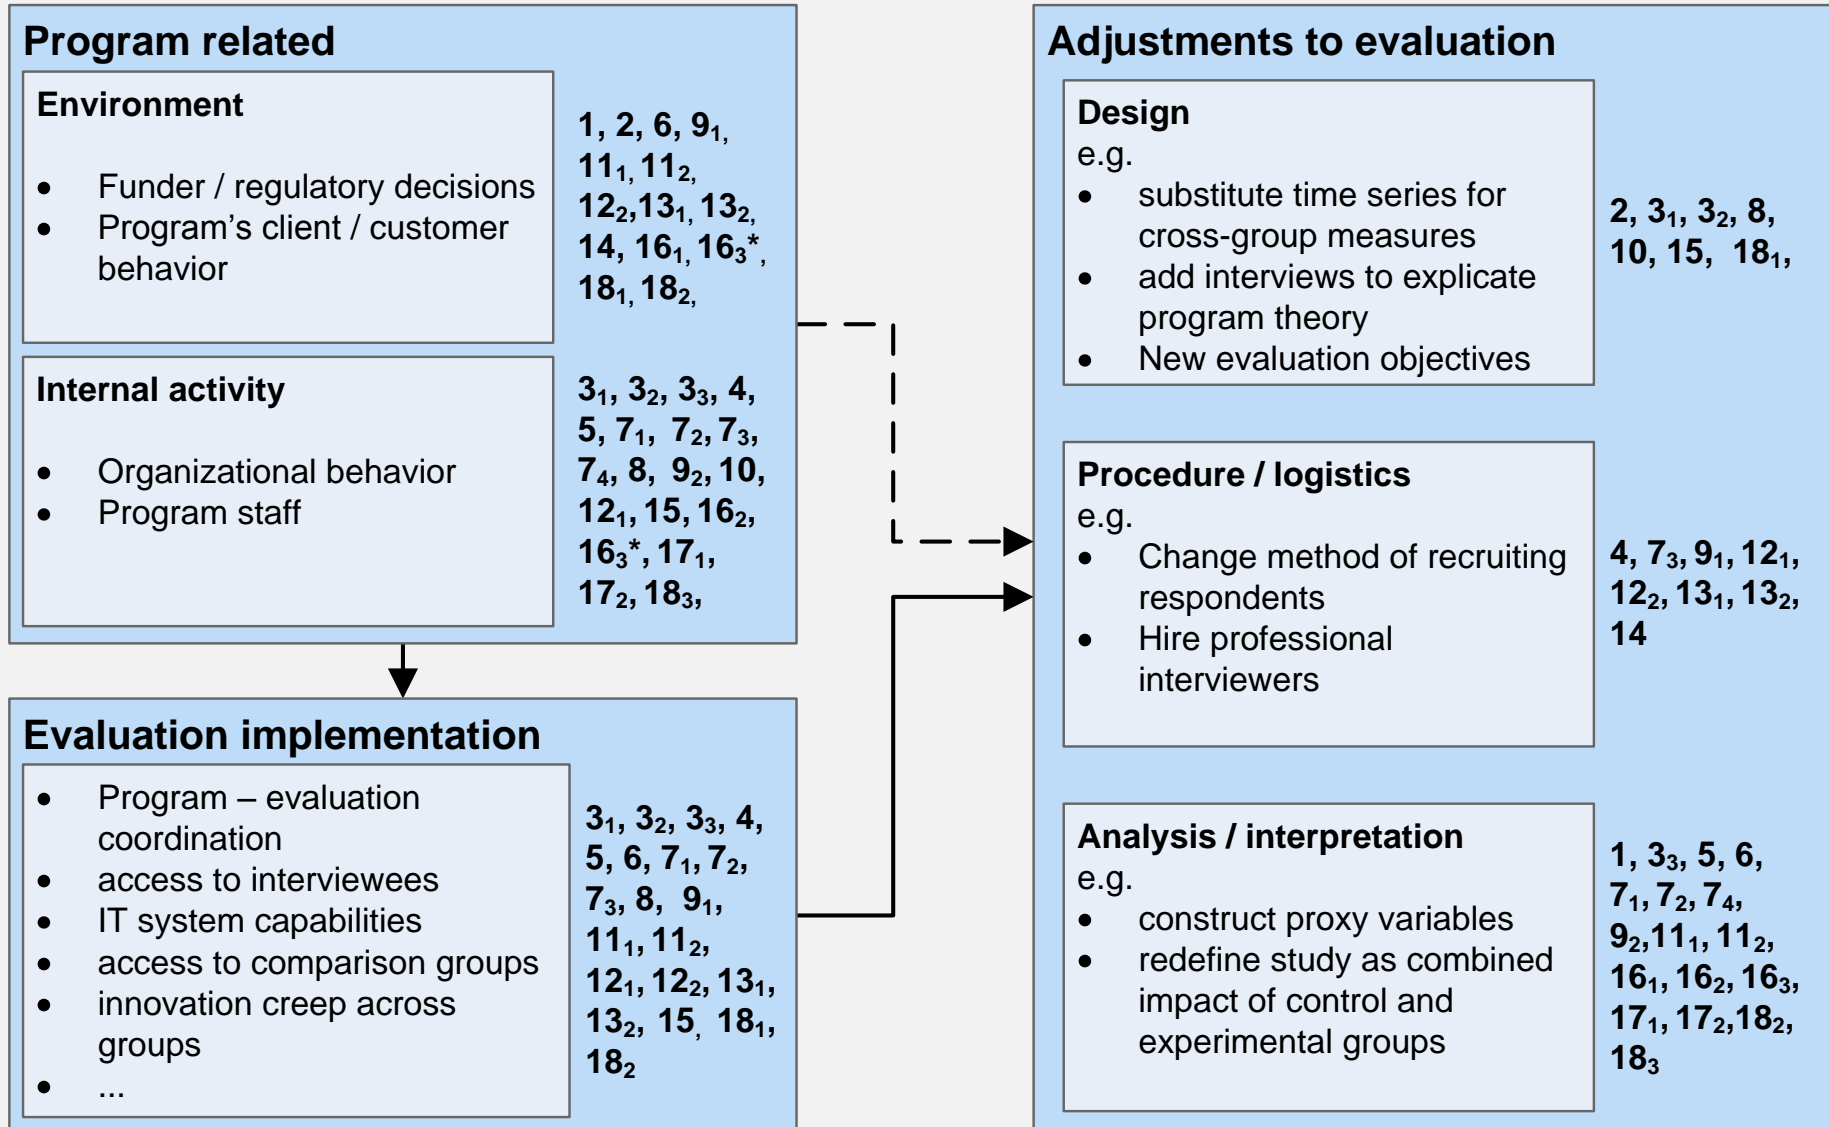 Program related
Environment
• Funder / regulatory decisions
• Program's client / customer
behavior
1, 2, 6, 9₁,
11₁, 11₂,
12₂,13₁, 13₂,
14, 16₁, 16₃*,
18₁, 18₂,
Internal activity
• Organizational behavior
• Program staff
3₁, 3₂, 3₃, 4,
5, 7₁, 7₂, 7₃,
7₄, 8, 9₂, 10,
12₁, 15, 16₂,
16₃*, 17₁,
17₂, 18₃,
Evaluation implementation
• Program – evaluation
coordination
• access to interviewees
• IT system capabilities
• access to comparison groups
• innovation creep across
groups
• ...
3₁, 3₂, 3₃, 4,
5, 6, 7₁, 7₂,
7₃, 8, 9₁,
11₁, 11₂,
12₁, 12₂, 13₁,
13₂, 15, 18₁,
18₂
Adjustments to evaluation
Design
e.g.
• substitute time series for
cross-group measures
• add interviews to explicate
program theory
• New evaluation objectives
2, 3₁, 3₂, 8,
10, 15, 18₁,
Procedure / logistics
e.g.
• Change method of recruiting
respondents
• Hire professional
interviewers
4, 7₃, 9₁, 12₁,
12₂, 13₁, 13₂,
14
Analysis / interpretation
e.g.
• construct proxy variables
• redefine study as combined
impact of control and
experimental groups
1, 3₃, 5, 6,
7₁, 7₂, 7₄,
9₂,11₁, 11₂,
16₁, 16₂, 16₃,
17₁, 17₂,18₂,
18₃